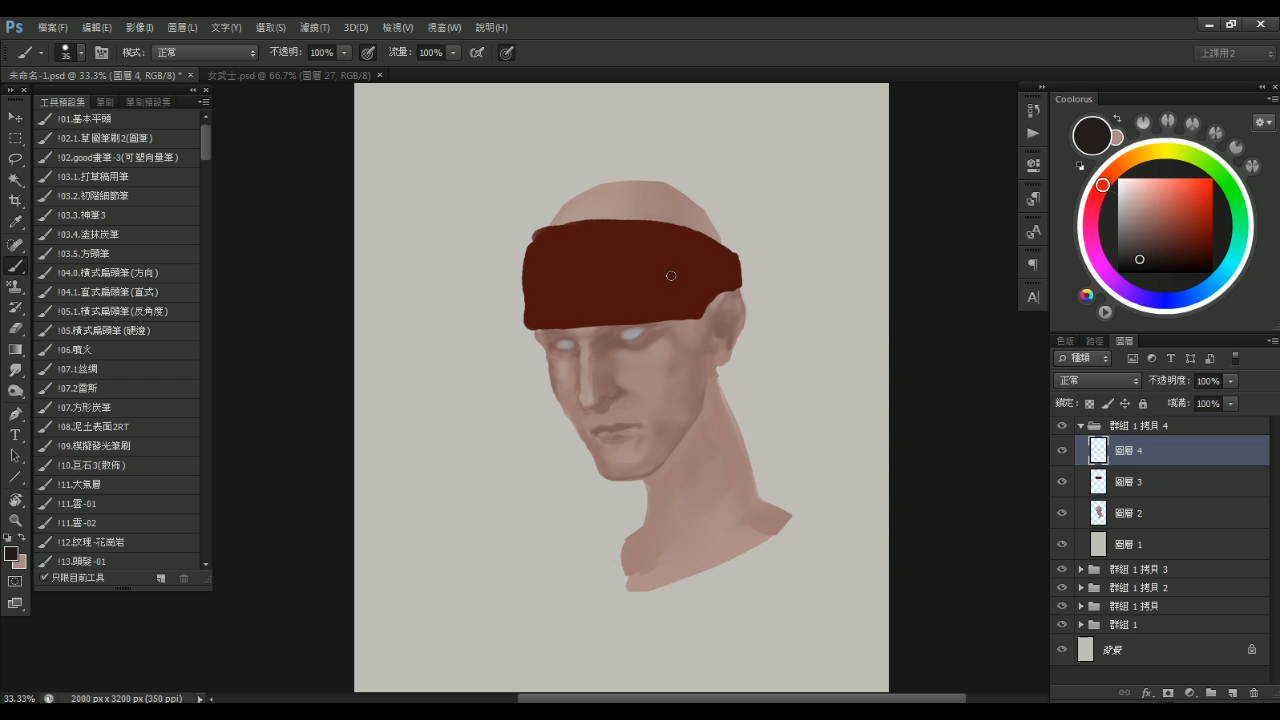 Ps 檔案(F) 編輯(E) 影像(I) 圖層(L) 文字(Y) 選取(S) 濾鏡(T) 3D(D) 檢視(V) 視窗(W) 說明(H)
35 模式: 正常 不透明: 100% 流量: 100% 上課用2
未命名-1.psd @ 33.3% (圖層 4, RGB/8) * × 女愛士.psd @ 66.7% (圖層 27, RGB/8) ×
工具預設集 筆刷 筆刷預設集
!01.基本平頭
!02.1.草圖筆刷2(圓筆)
!02.good畫筆-3(可塑向量筆)
!03.1.打草稿用筆
!03.2.初階細節筆
!03.3.神筆3
!03.4.塗抹炭筆
!03.5.方頭筆
!04.0.橫式扁頭筆(方向)
!04.1.直式扁頭筆(直式)
!05.1.橫式扁頭筆(反角度)
!05.橫式扁頭筆(硬邊)
!06.噴火
!07.1絲綢
!07.2雷斯
!07.方形炭筆
!08.泥土表面2RT
!09.模擬發光筆刷
!10.巨石3(散佈)
!11.大氣層
!11.雲-01
!11.雲-02
!12.紋理-花崗岩
!13.頭髮-01
只限目前工具
Coolorus
色版 路徑 圖層
種類
正常 不透明度: 100%
鎖定: 填滿: 100%
群組 1 拷貝 4
圖層 4
圖層 3
圖層 2
圖層 1
群組 1 拷貝 3
群組 1 拷貝 2
群組 1 拷貝
群組 1
背景
33.33% 2000 px x 3200 px (350 ppi)